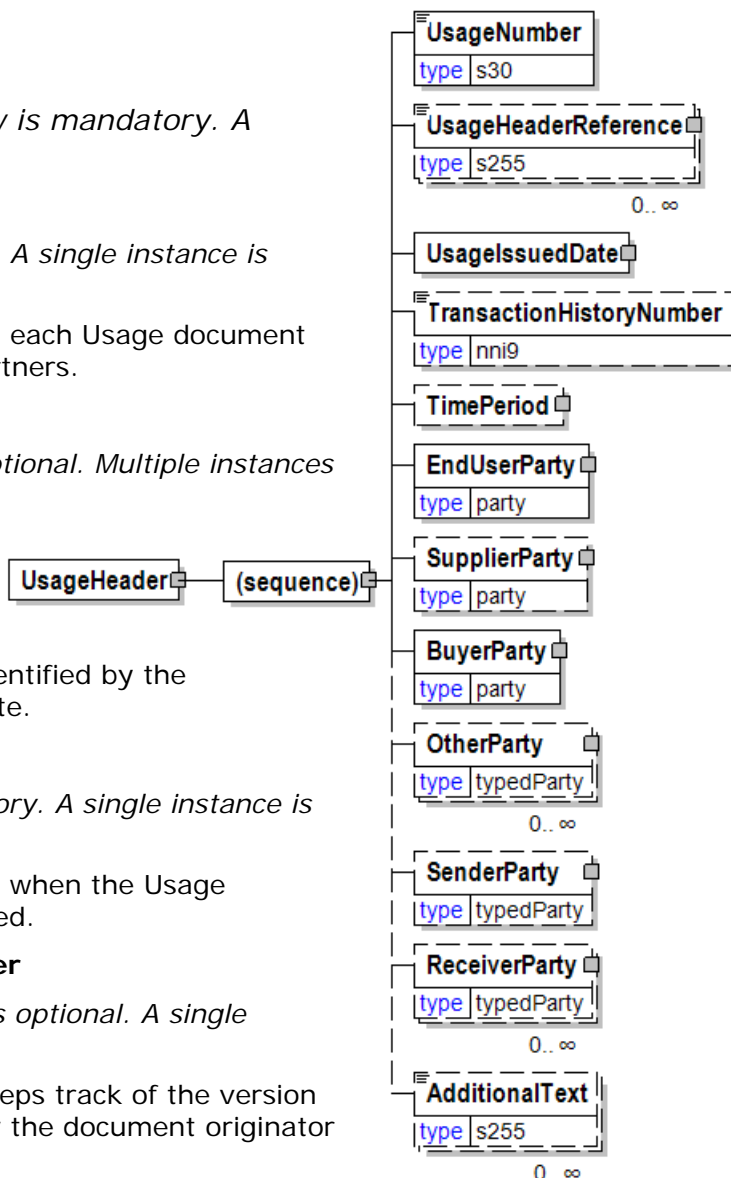 y is mandatory. A
A single instance is
each Usage document
rtners.
ptional. Multiple instances
entified by the
te.
ory. A single instance is
when the Usage
ed.
er
s optional. A single
eps track of the version
the document originator
UsageHeader
(sequence)
UsageNumber
type s30
UsageHeaderReference
type s255
0.. ∞
UsageIssuedDate
TransactionHistoryNumber
type nni9
TimePeriod
EndUserParty
type party
SupplierParty
type party
BuyerParty
type party
OtherParty
type typedParty
0.. ∞
SenderParty
type typedParty
ReceiverParty
type typedParty
0.. ∞
AdditionalText
type s255
0.. ∞